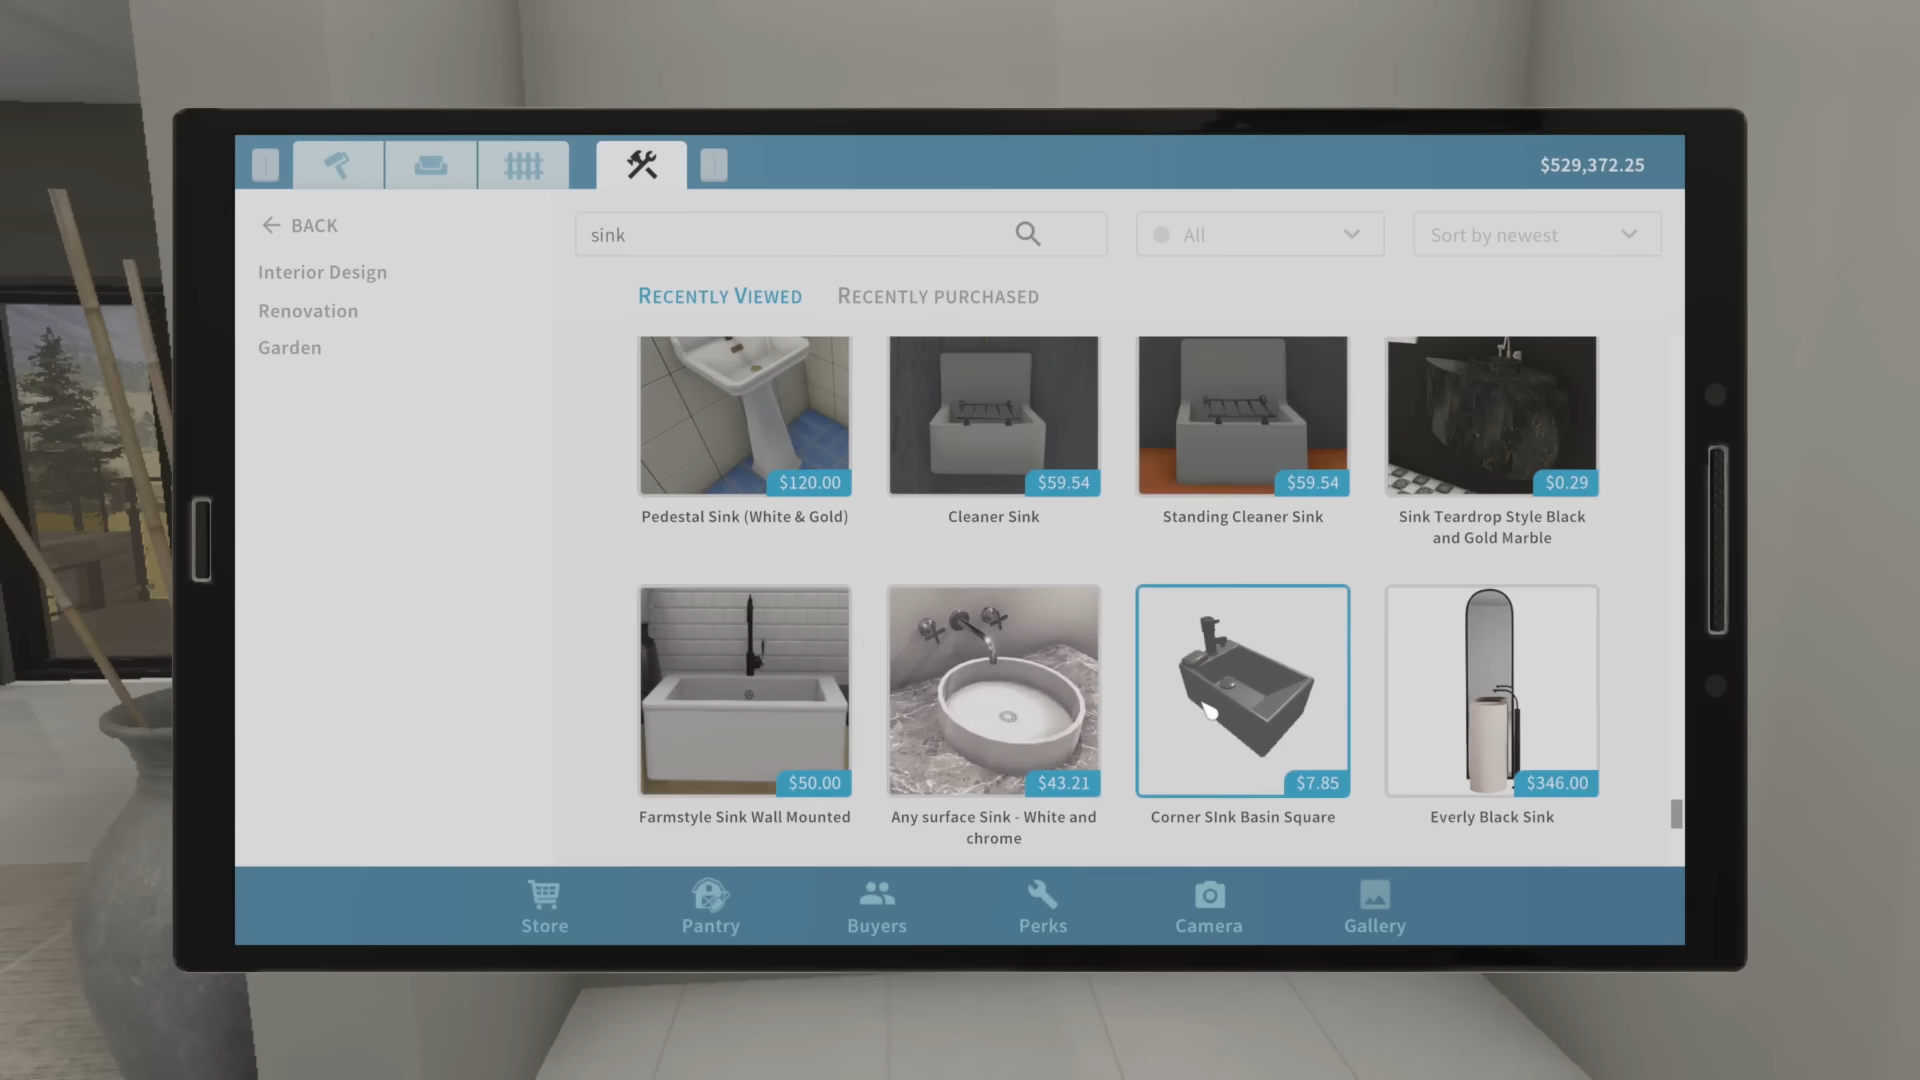 $529,372.25
BACK
Interior Design
Renovation
Garden
sink
All
Sort by newest
RECENTLY VIEWED
RECENTLY PURCHASED
$120.00
$59.54
$59.54
$0.29
Pedestal Sink (White & Gold)
Cleaner Sink
Standing Cleaner Sink
Sink Teardrop Style Black
and Gold Marble
$50.00
$43.21
$7.85
$346.00
Farmstyle Sink Wall Mounted
Any surface Sink - White and
chrome
Corner SInk Basin Square
Everly Black Sink
Store
Pantry
Buyers
Perks
Camera
Gallery